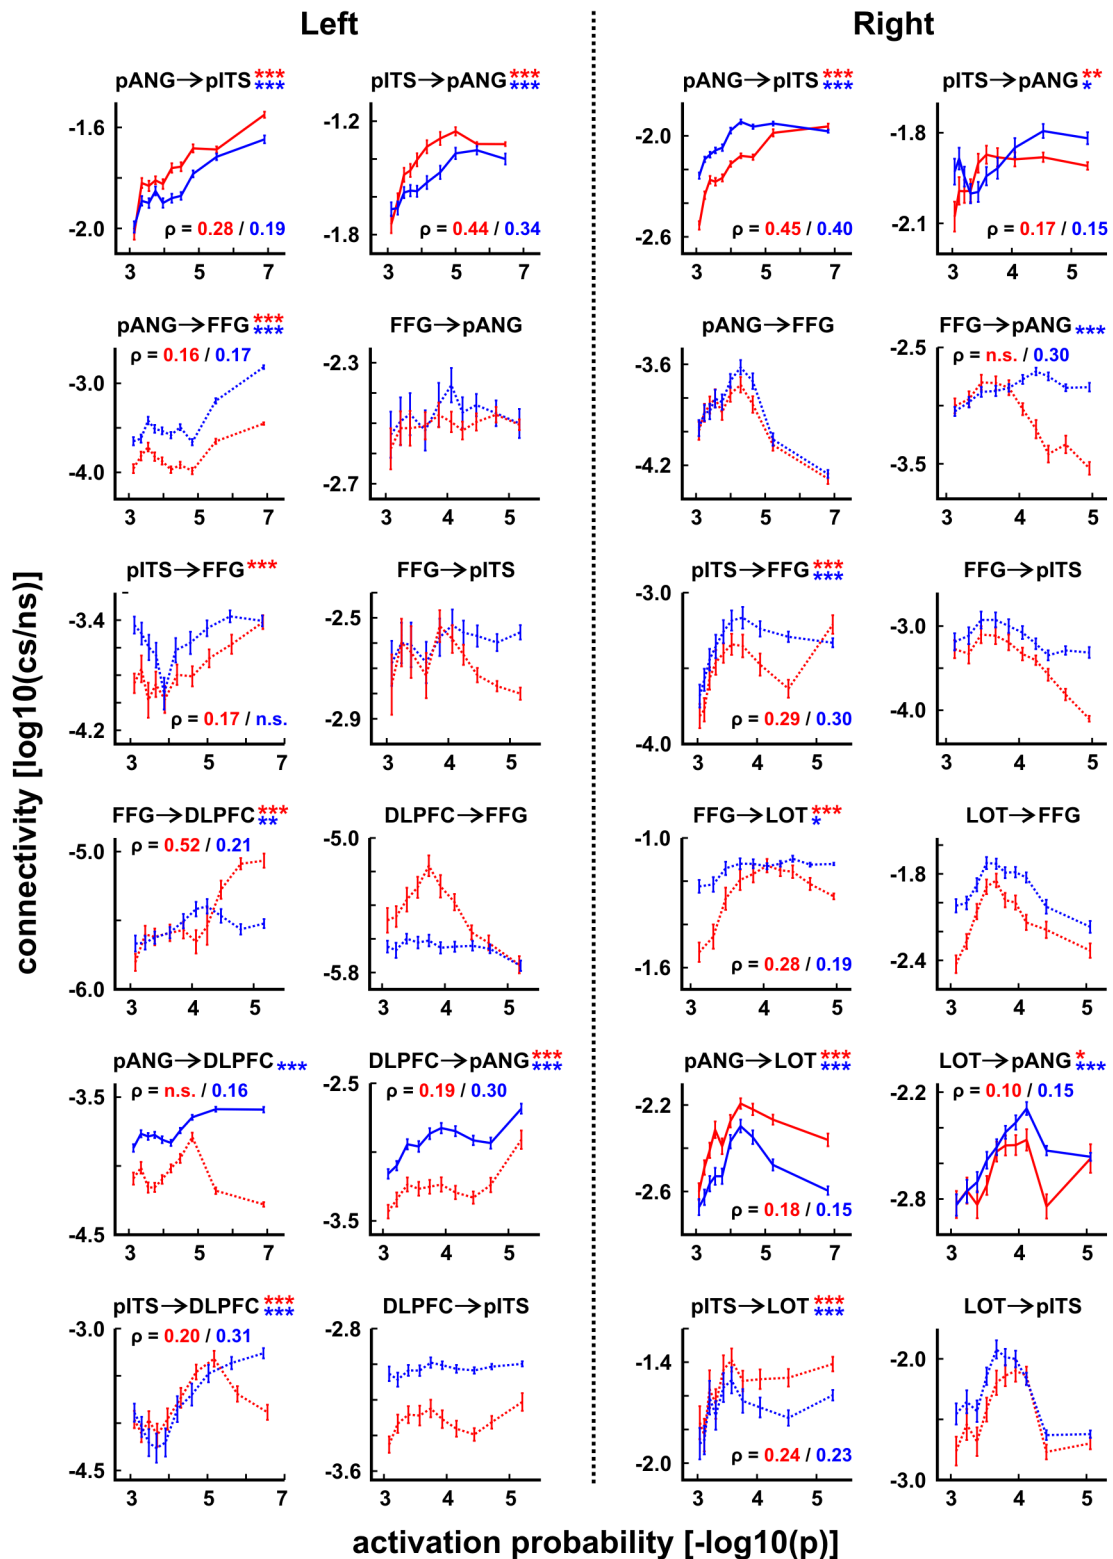 Left
Right
pANG→pITS ***
***
pITS→pANG ***
***
pANG→pITS ***
***
pITS→pANG **
*
-1.6
-2.0
ρ = 0.28 / 0.19
3 5 7
-1.2
-1.8
ρ = 0.44 / 0.34
3 5 7
-2.0
-2.6
ρ = 0.45 / 0.40
3 5 7
-1.8
-2.1
ρ = 0.17 / 0.15
3 4 5
pANG→FFG ***
***
FFG→pANG
pANG→FFG
FFG→pANG ***
ρ = 0.16 / 0.17
-3.0
-4.0
3 5 7
-2.3
-2.7
3 4 5
-3.6
-4.2
3 5 7
ρ = n.s. / 0.30
-2.5
-3.5
3 4 5
pITS→FFG ***
FFG→pITS
pITS→FFG ***
***
FFG→pITS
-3.4
-4.2
ρ = 0.17 / n.s.
3 5 7
-2.5
-2.9
3 4 5
-3.0
-4.0
ρ = 0.29 / 0.30
3 4 5
-3.0
-4.0
3 4 5
FFG→DLPFC ***
**
DLPFC→FFG
FFG→LOT ***
*
LOT→FFG
ρ = 0.52 / 0.21
-5.0
-6.0
3 4 5
-5.0
-5.8
3 4 5
-1.0
-1.6
ρ = 0.28 / 0.19
3 4 5
-1.8
-2.4
3 4 5
pANG→DLPFC ***
DLPFC→pANG ***
***
pANG→LOT ***
***
LOT→pANG *
***
ρ = n.s. / 0.16
-3.5
-4.5
3 5 7
ρ = 0.19 / 0.30
-2.5
-3.5
3 4 5
-2.2
-2.6
ρ = 0.18 / 0.15
3 5 7
ρ = 0.10 / 0.15
-2.2
-2.8
3 4 5
pITS→DLPFC ***
***
DLPFC→pITS
pITS→LOT ***
***
LOT→pITS
ρ = 0.20 / 0.31
-3.0
-4.5
3 5 7
-2.8
-3.6
3 4 5
-1.4
-2.0
ρ = 0.24 / 0.23
3 4 5
-2.0
-3.0
3 4 5
connectivity [log10(cs/ns)]
activation probability [-log10(p)]